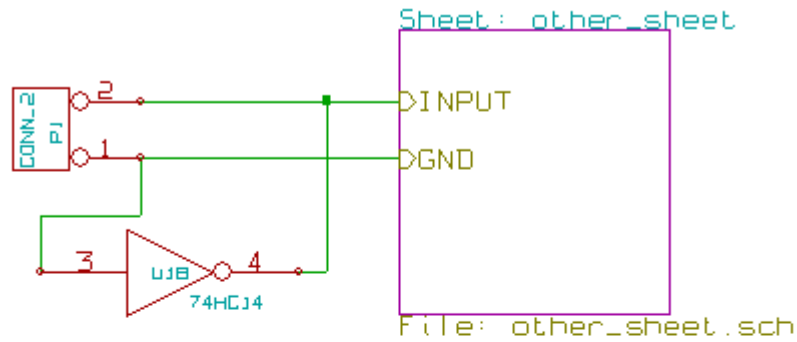 Sheet: other_sheet
2
CONN_2
P1
INPUT
1
GND
3
U1B
4
74HC14
File: other_sheet.sch